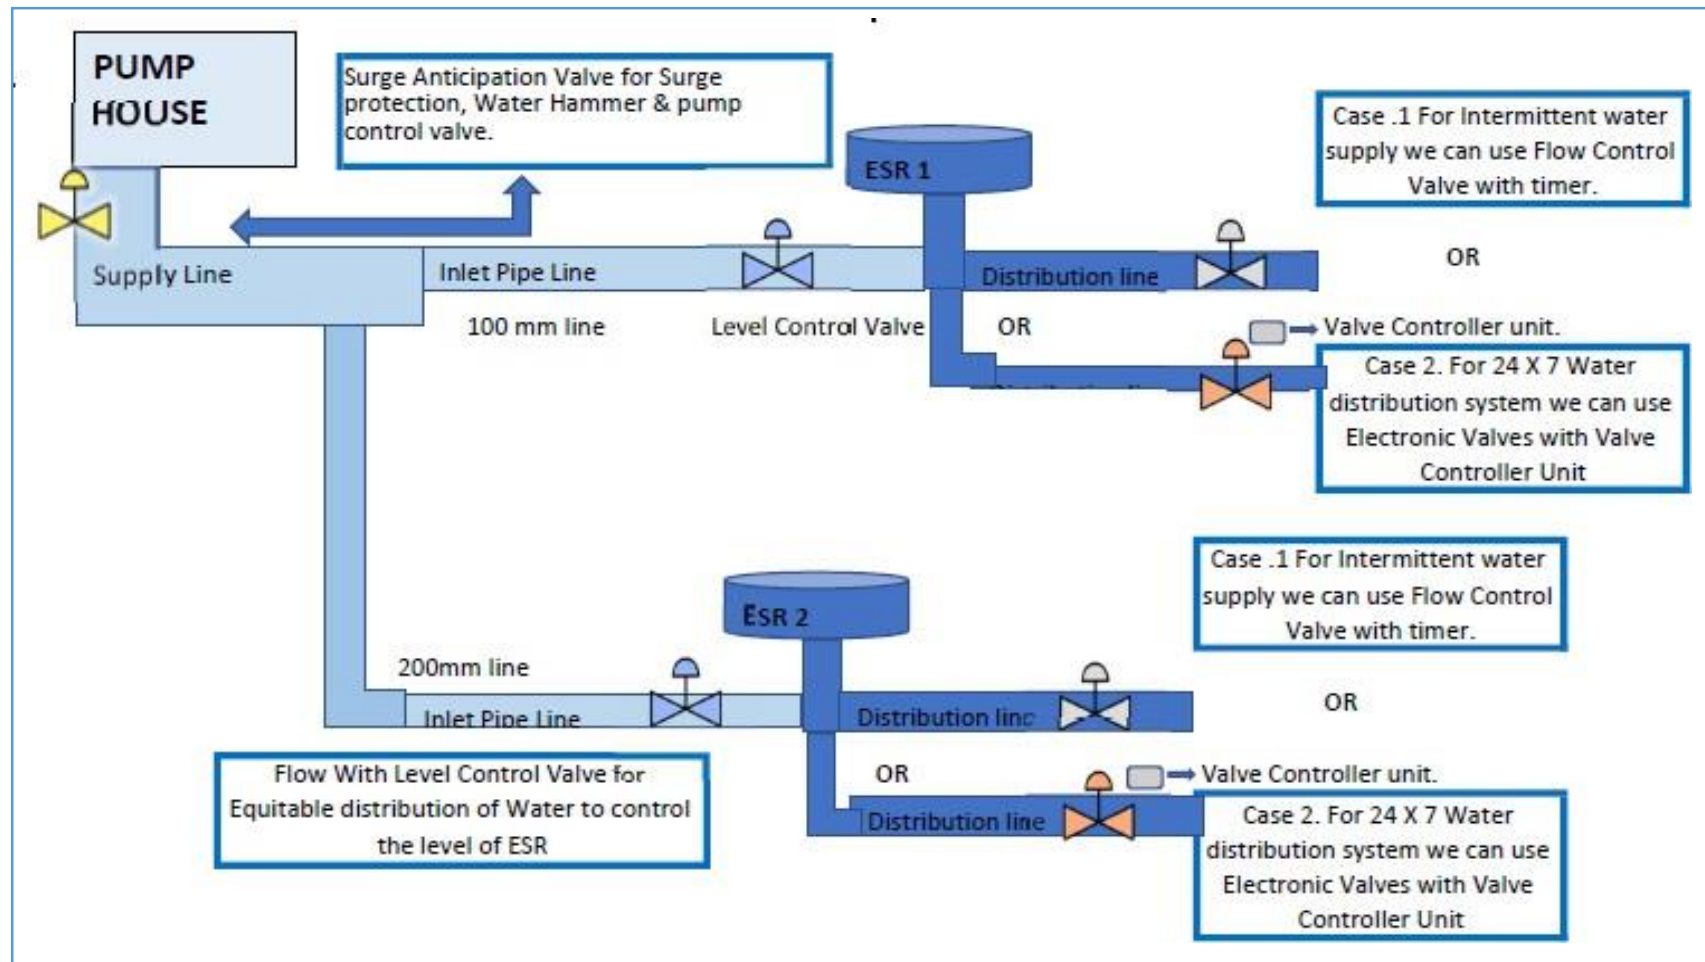 PUMP
HOUSE
Surge Anticipation Valve for Surge
protection, Water Hammer & pump
control valve.
Case .1 For Intermittent water
supply we can use Flow Control
Valve with timer.
ESR 1
OR
Supply Line
Inlet Pipe Line
Distribution line
100 mm line
Level Control Valve
OR
Valve Controller unit.
Case 2. For 24 X 7 Water
distribution system we can use
Electronic Valves with Valve
Controller Unit
Case .1 For Intermittent water
supply we can use Flow Control
Valve with timer.
ESR 2
200mm line
OR
Inlet Pipe Line
Distribution line
OR
Valve Controller unit.
Flow With Level Control Valve for
Equitable distribution of Water to control
the level of ESR
Distribution line
Case 2. For 24 X 7 Water
distribution system we can use
Electronic Valves with Valve
Controller Unit